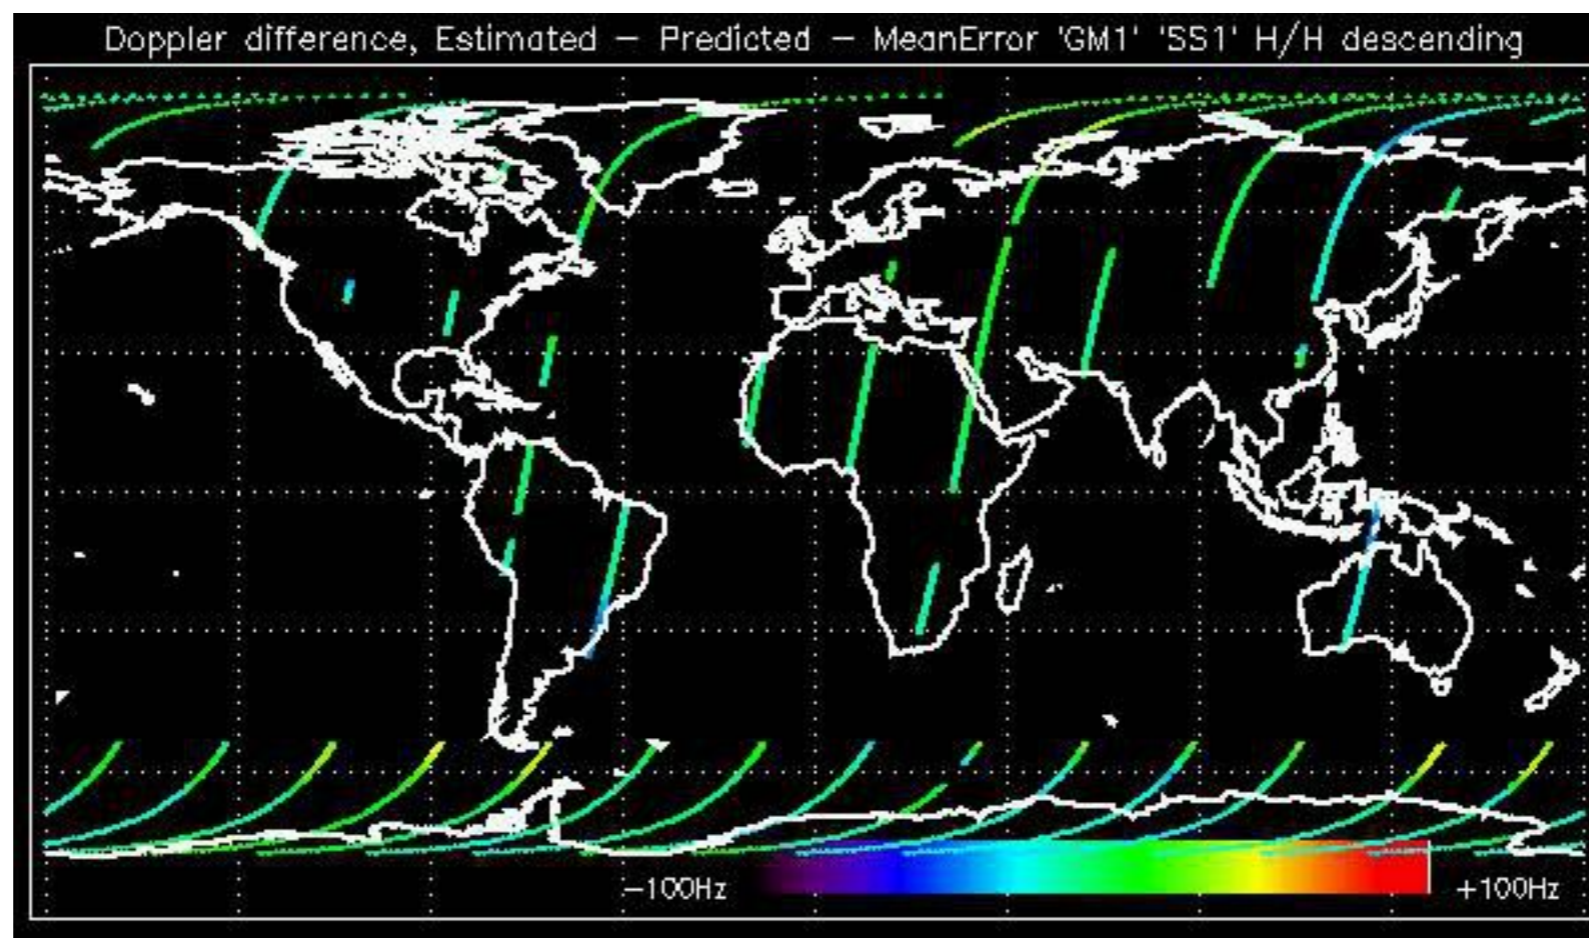 Doppler difference, Estimated – Predicted – MeanError 'GM1' 'SS1' H/H descending
–100Hz +100Hz